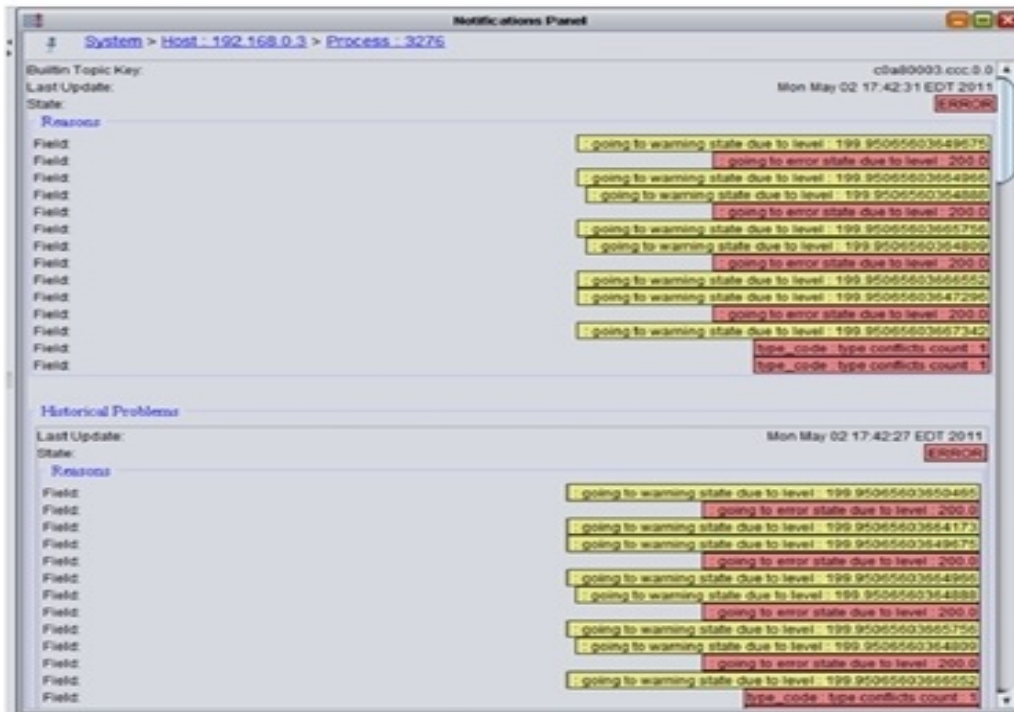 Notifications Panel
System > Host : 192.168.0.3 > Process : 3276
Builtin Topic Key: c0a80003.ccc.0.0
Last Update: Mon May 02 17:42:31 EDT 2011
State: ERROR
Reasons
Field: : going to warning state due to level : 199.95065603649675
Field: : going to error state due to level : 200.0
Field: : going to warning state due to level : 199.95065603664966
Field: : going to warning state due to level : 199.9506560364888
Field: : going to error state due to level : 200.0
Field: : going to warning state due to level : 199.95065603665756
Field: : going to warning state due to level : 199.9506560364809
Field: : going to error state due to level : 200.0
Field: : going to warning state due to level : 199.95065603666552
Field: : going to warning state due to level : 199.95065603647296
Field: : going to error state due to level : 200.0
Field: : going to warning state due to level : 199.95065603667342
Field: type_code : type conflicts count : 1
Field: type_code : type conflicts count : 1
Historical Problems
Last Update: Mon May 02 17:42:27 EDT 2011
State: ERROR
Reasons
Field: : going to warning state due to level : 199.95065603650465
Field: : going to error state due to level : 200.0
Field: : going to warning state due to level : 199.95065603664173
Field: : going to warning state due to level : 199.95065603649675
Field: : going to error state due to level : 200.0
Field: : going to warning state due to level : 199.95065603664966
Field: : going to warning state due to level : 199.9506560364888
Field: : going to error state due to level : 200.0
Field: : going to warning state due to level : 199.95065603665756
Field: : going to warning state due to level : 199.9506560364809
Field: : going to error state due to level : 200.0
Field: : going to warning state due to level : 199.95065603666552
Field: type_code : type conflicts count : 1